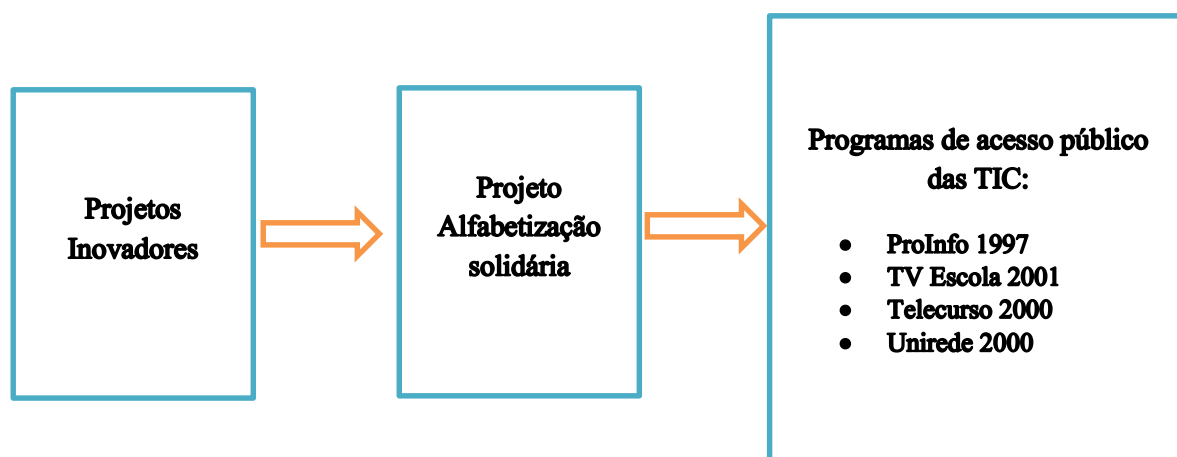 Projetos
Inovadores
Projeto
Alfabetização
solidária
Programas de acesso público
das TIC:
• ProInfo 1997
• TV Escola 2001
• Telecurso 2000
• Unirede 2000